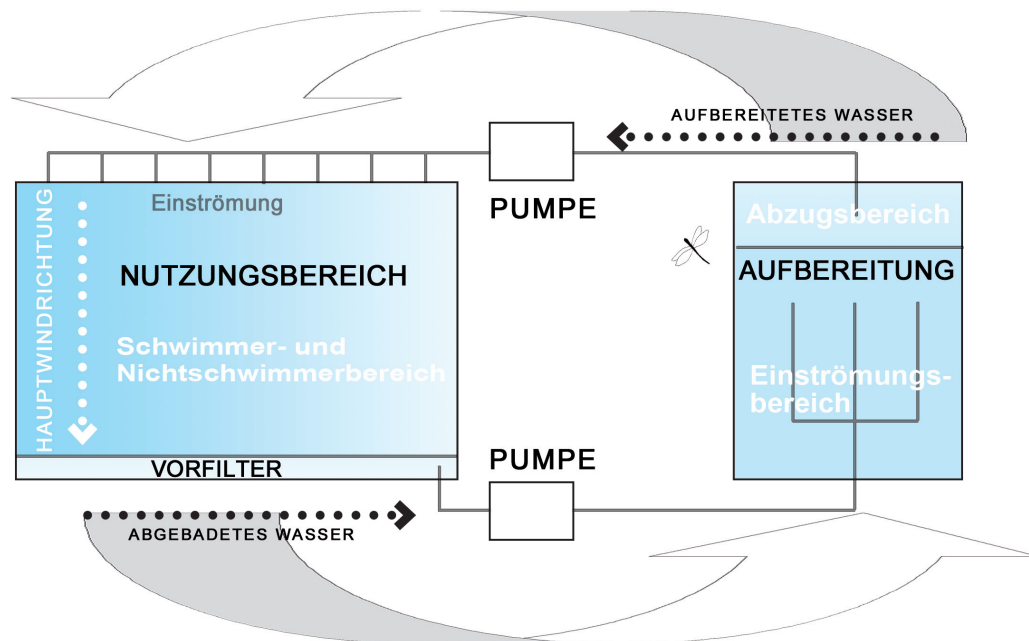 AUFBEREITETES WASSER
PUMPE
HAUPTWINDRICHTUNG
Einströmung
NUTZUNGSBEREICH
Schwimmer- und
Nichtschwimmerbereich
VORFILTER
Abzugsbereich
AUFBEREITUNG
Einströmungs-
bereich
PUMPE
ABGEBADETES WASSER